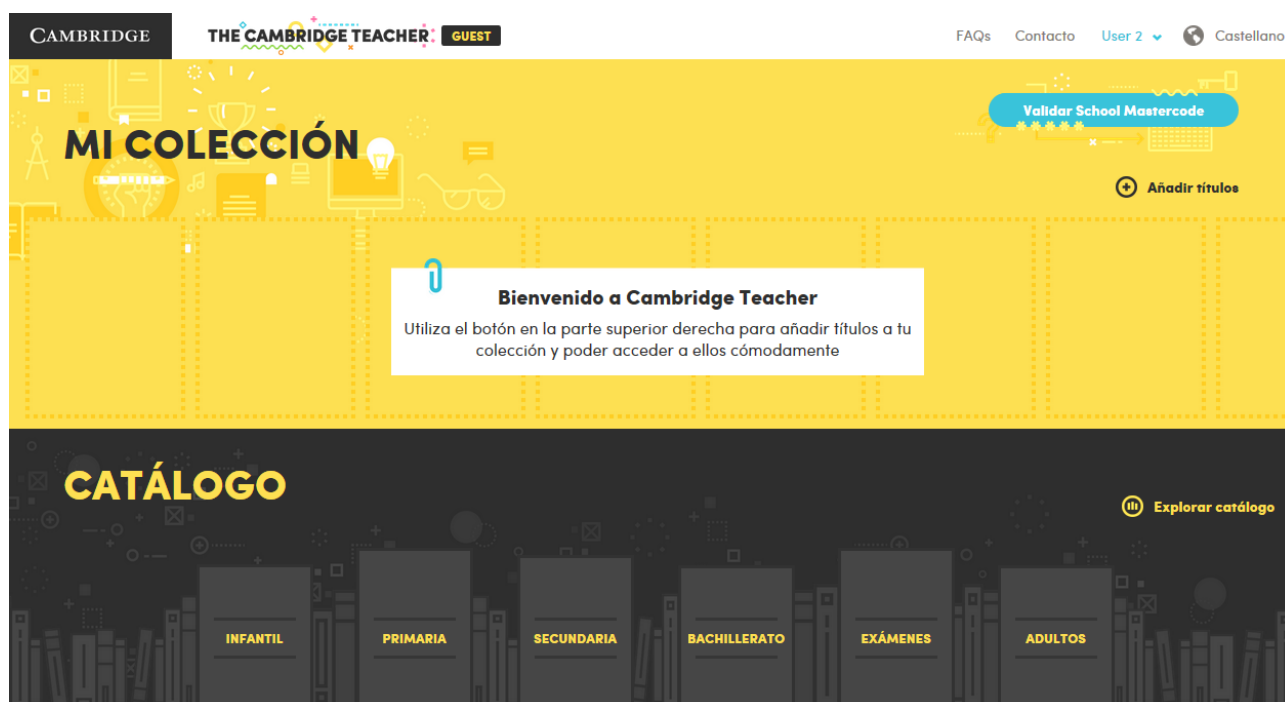 CAMBRIDGE
THE CAMBRIDGE TEACHER GUEST
FAQs Contacto User 2 Castellano
Validar School Mastercode
MI COLECCIÓN
Añadir títulos
Bienvenido a Cambridge Teacher
Utiliza el botón en la parte superior derecha para añadir títulos a tu
colección y poder acceder a ellos cómodamente
CATÁLOGO
Explorar catálogo
INFANTIL PRIMARIA SECUNDARIA BACHILLERATO EXÁMENES ADULTOS